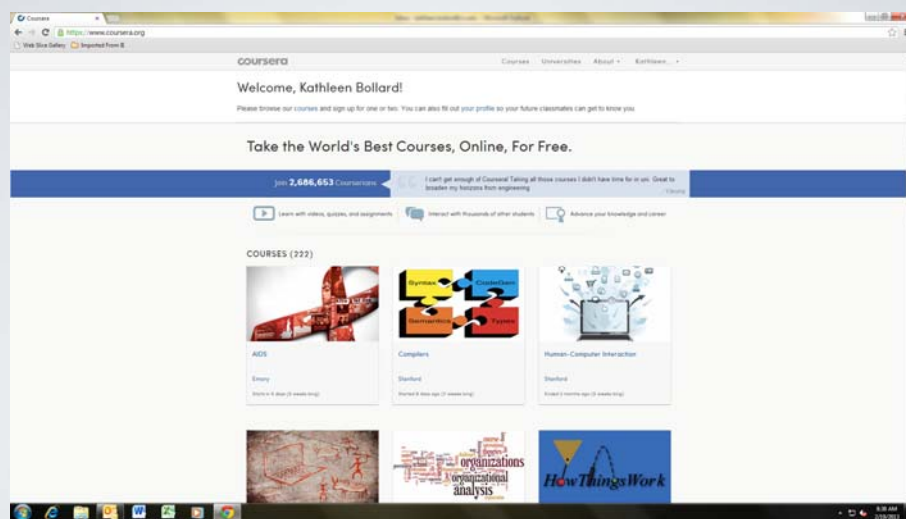 Coursera
https://www.coursera.org
Web Slice Gallery Imported From IE
coursera Courses Universities About Kathleen...
Welcome, Kathleen Bollard!
Please browse our courses and sign up for one or two. You can also fill out your profile so your future classmates can get to know you.
Take the World's Best Courses, Online, For Free.
Join 2,686,653 Courserians
I can't get enough of Coursera! Taking all those courses I didn't have time for in uni. Great to
broaden my horizons from engineering.
Learn with videos, quizzes, and assignments Interact with thousands of other students Advance your knowledge and career
COURSES (222)
Syntax CodeGen
Semantics Types
AIDS Compilers Human-Computer Interaction
Emory Stanford Stanford
organizations
organizational
analysis
How Things Work
8:38 AM